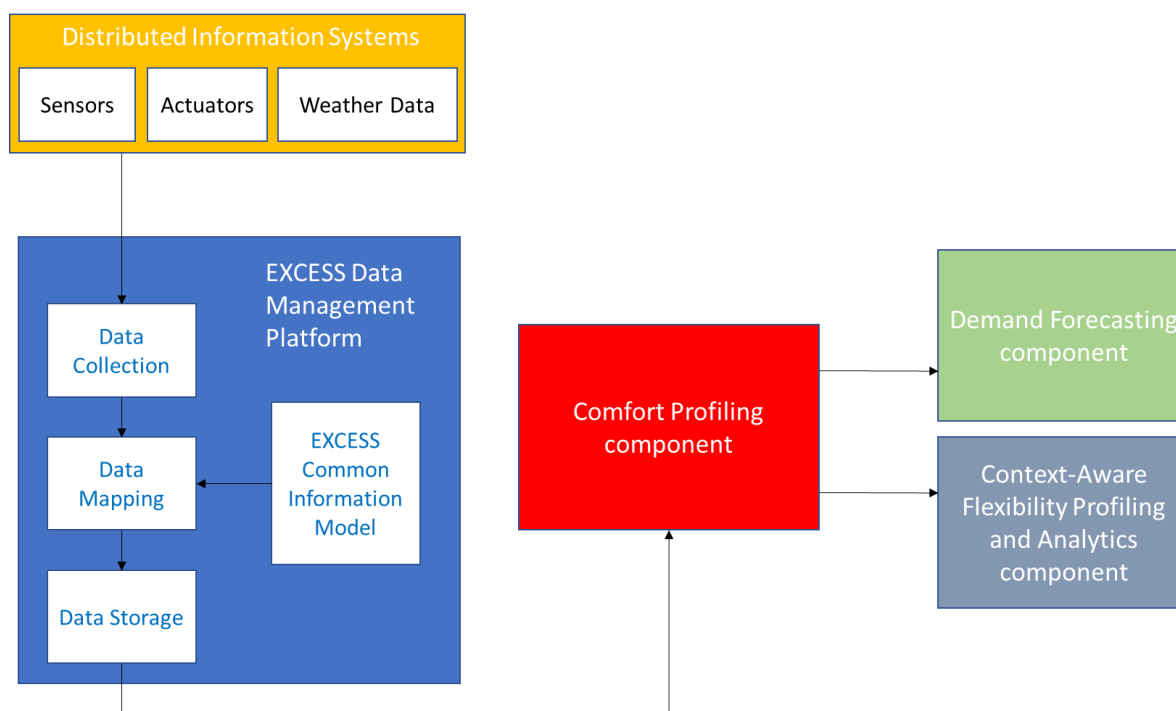 Distributed Information Systems
Sensors
Actuators
Weather Data
EXCESS Data
Management
Platform
Data
Collection
Data
Mapping
EXCESS
Common
Information
Model
Data Storage
Comfort Profiling
component
Demand Forecasting
component
Context-Aware
Flexibility Profiling
and Analytics
component